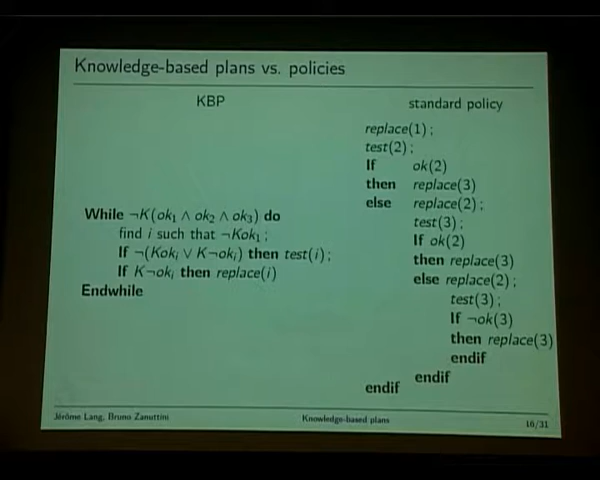 Knowledge-based plans vs. policies
KBP
While ¬K(ok₁ ∧ ok₂ ∧ ok₃) do
find i such that ¬Kok₁ ;
If ¬(Kokᵢ ∨ K¬okᵢ) then test(i) ;
If K¬okᵢ then replace(i)
Endwhile
standard policy
replace(1) ;
test(2) ;
If ok(2)
then replace(3)
else replace(2) ;
test(3) ;
If ok(2)
then replace(3)
else replace(2) ;
test(3) ;
If ¬ok(3)
then replace(3)
endif
endif
endif
Jérôme Lang, Bruno Zanuttini
Knowledge-based plans
16/31